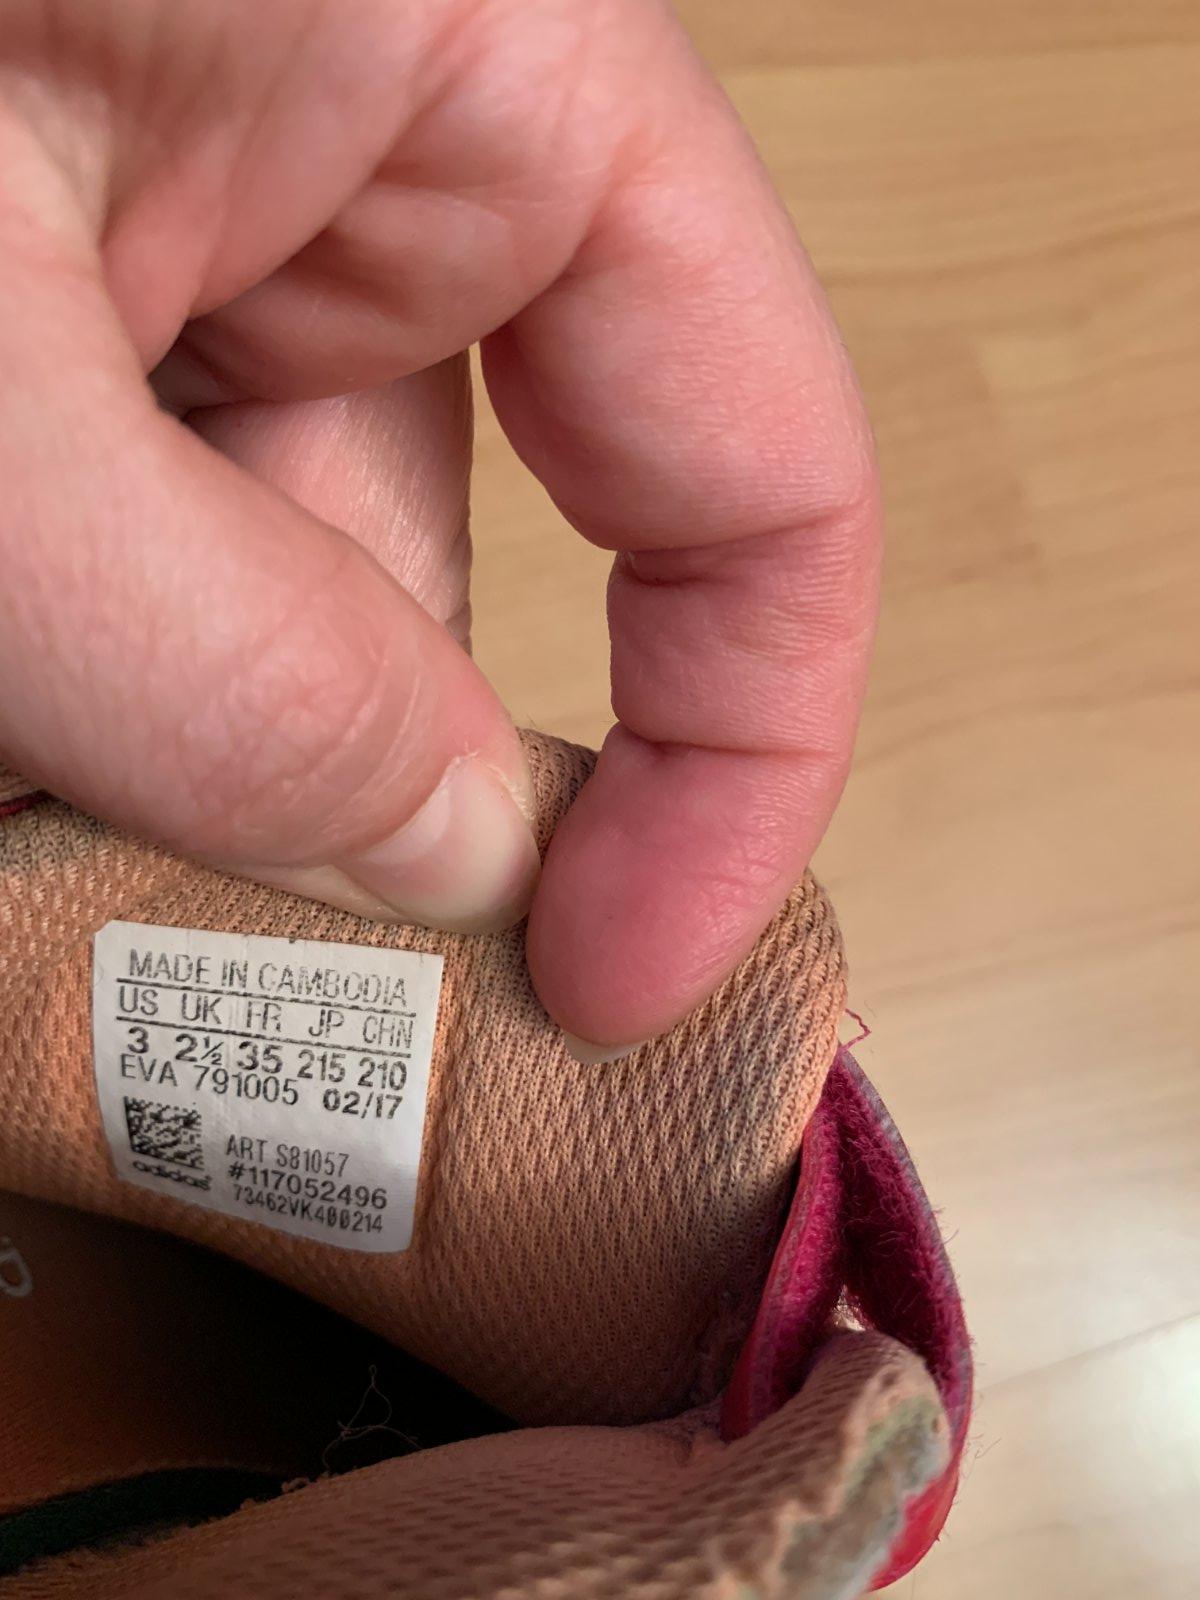 MADE IN CAMBODIA
US UK FR JP CHN
3 2½ 35 215 210
EVA 791005 02/17
ART S81057
#117052496
adidas
73462VK400214